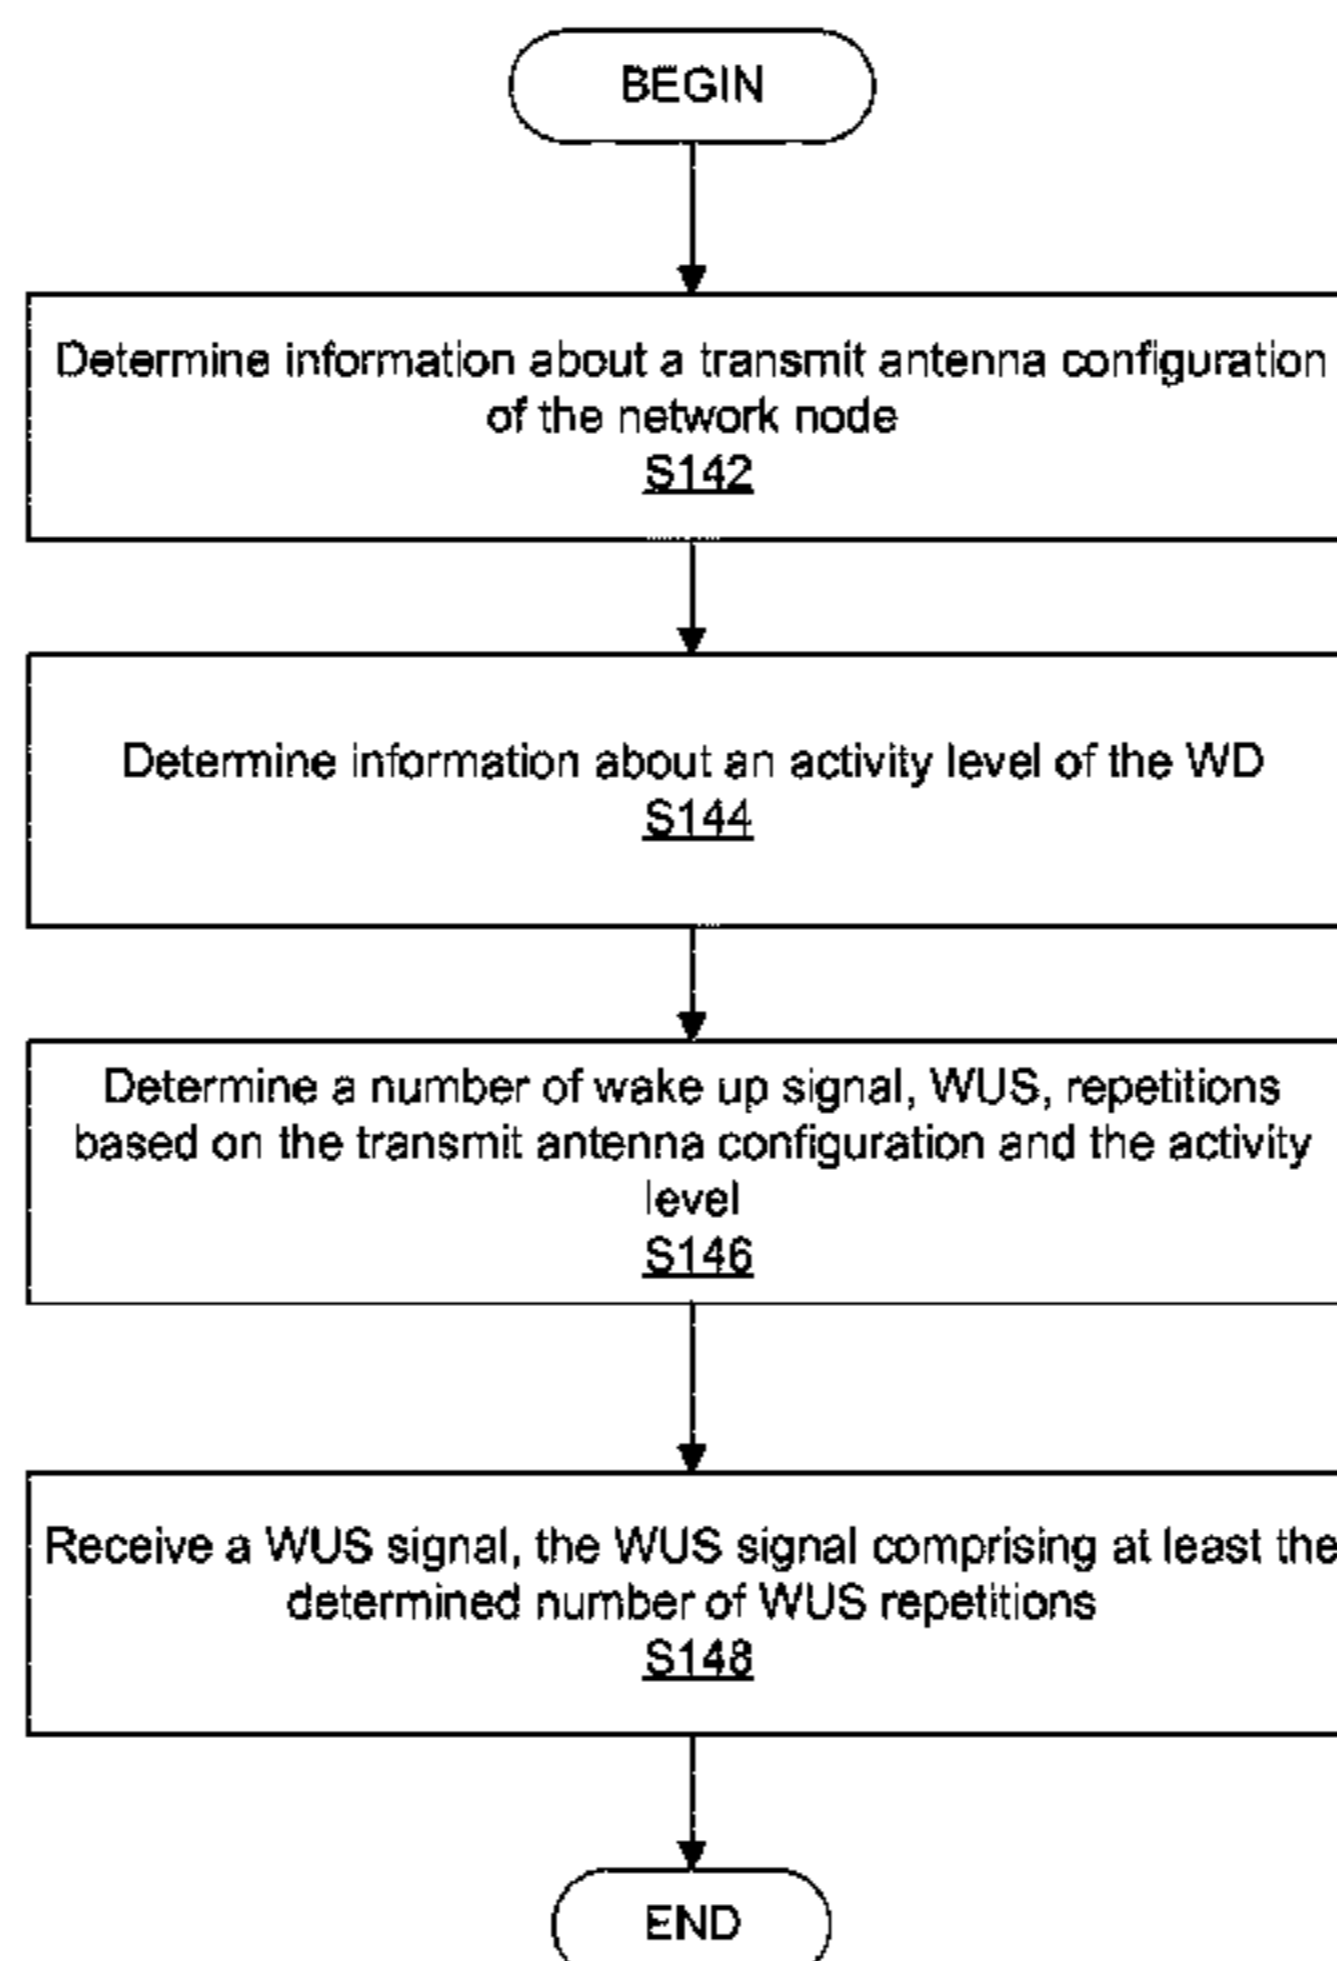 BEGIN
Determine information about a transmit antenna configuration
of the network node
S142
Determine information about an activity level of the WD
S144
Determine a number of wake up signal, WUS, repetitions
based on the transmit antenna configuration and the activity
level
S146
Receive a WUS signal, the WUS signal comprising at least the
determined number of WUS repetitions
S148
END